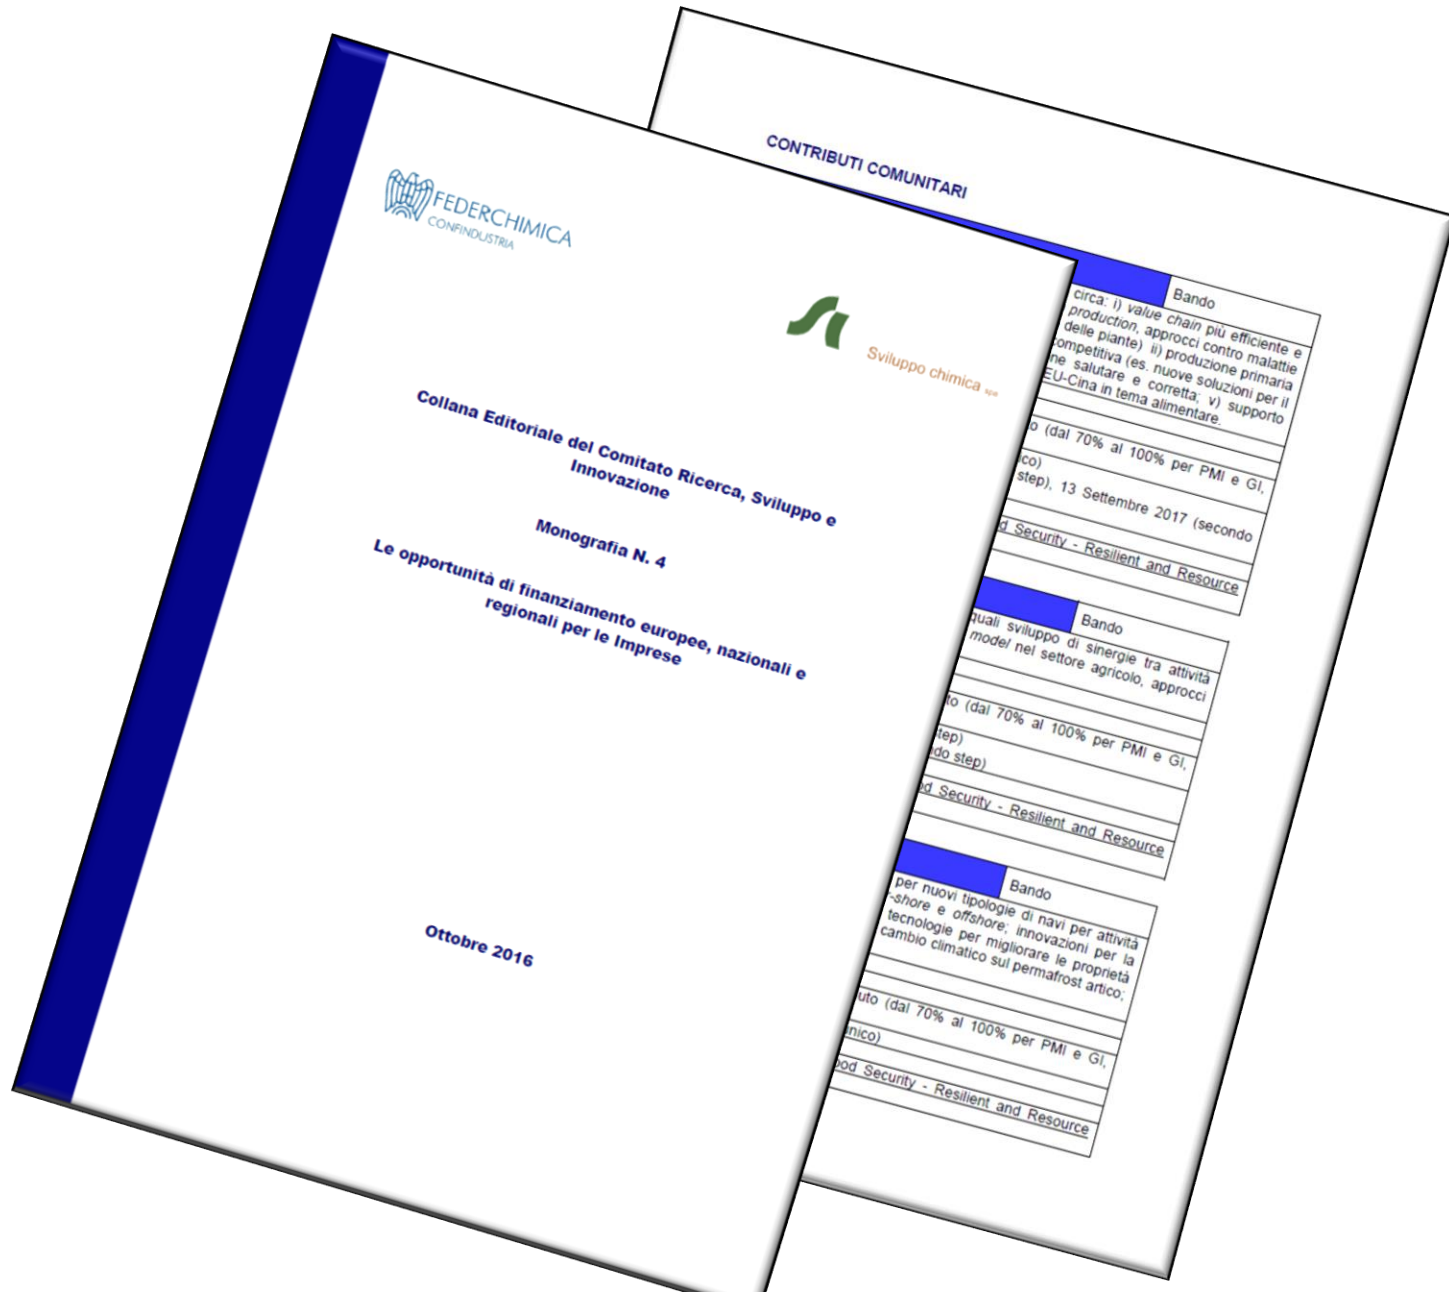 FEDERCHIMICA
CONFINDUSTRIA
Sviluppo chimica spa
Collana Editoriale del Comitato Ricerca, Sviluppo e
Innovazione
Monografia N. 4
Le opportunità di finanziamento europee, nazionali e
regionali per le Imprese
Ottobre 2016
CONTRIBUTI COMUNITARI
Bando
circa: i) value chain più efficiente e
production, approcci contro malattie
delle piante) ii) produzione primaria
competitiva (es. nuove soluzioni per il
ne salutare e corretta; v) supporto
EU-Cina in tema alimentare.
o (dal 70% al 100% per PMI e GI,
ico)
step), 13 Settembre 2017 (secondo
d Security - Resilient and Resource
Bando
quali sviluppo di sinergie tra attività
model nel settore agricolo, approcci
to (dal 70% al 100% per PMI e GI,
tep)
do step)
od Security - Resilient and Resource
Bando
per nuovi tipologie di navi per attività
-shore e offshore; innovazioni per la
tecnologie per migliorare le proprietà
cambio climatico sul permafrost artico;
uto (dal 70% al 100% per PMI e GI,
nico)
ood Security - Resilient and Resource